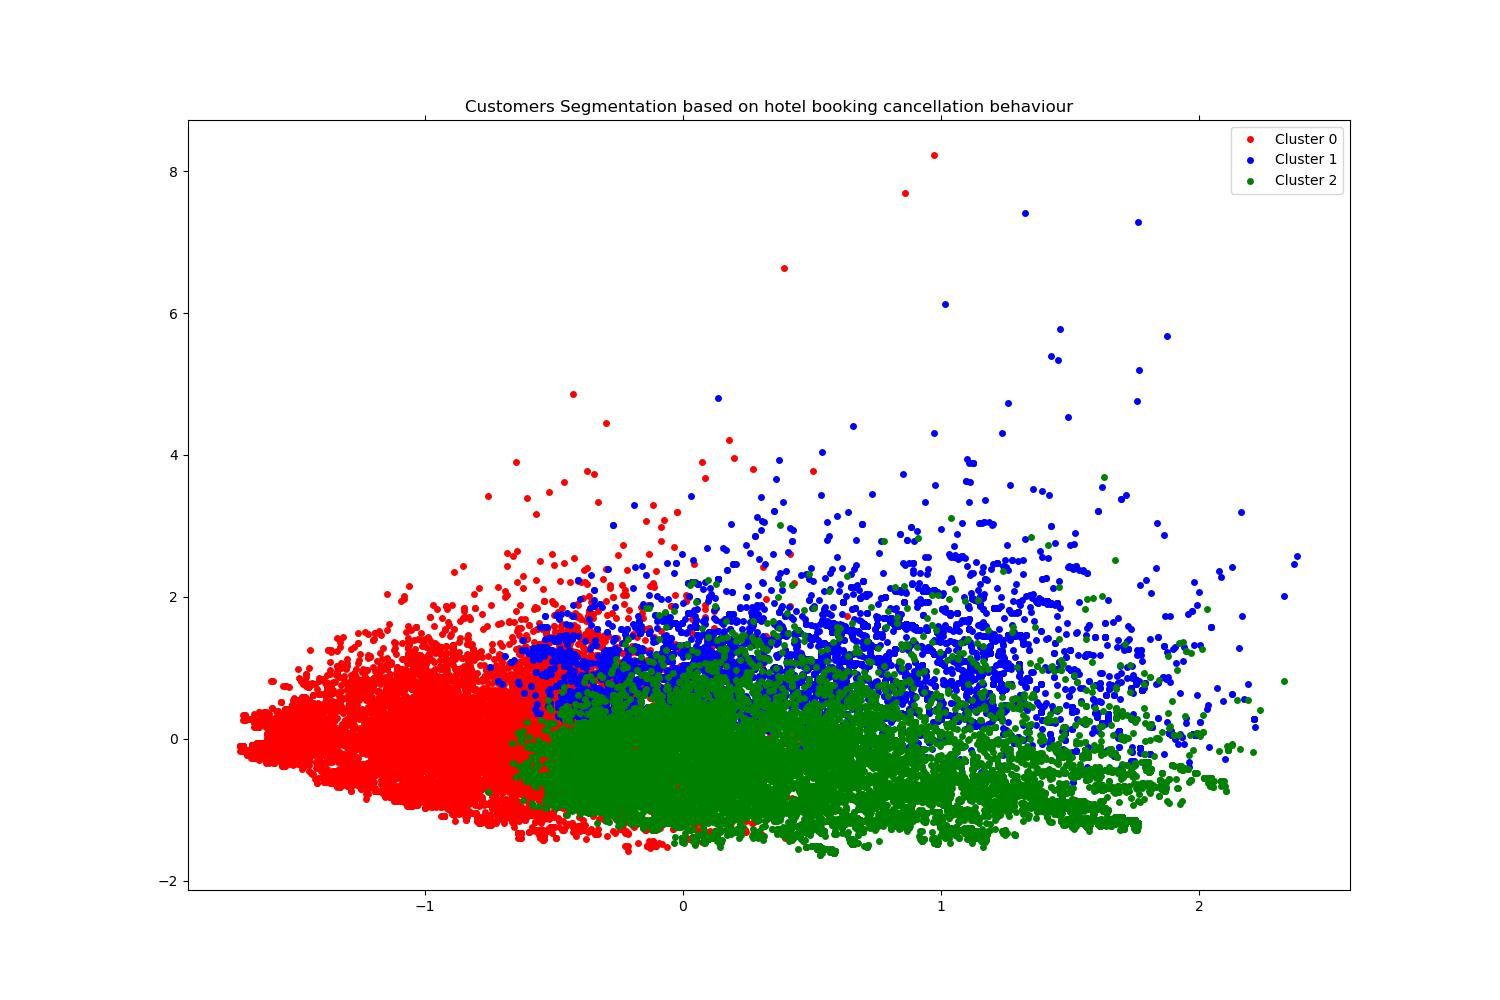 Customers Segmentation based on hotel booking cancellation behaviour
Cluster 0
Cluster 1
Cluster 2
8
6
4
2
0
−2
−1
0
1
2